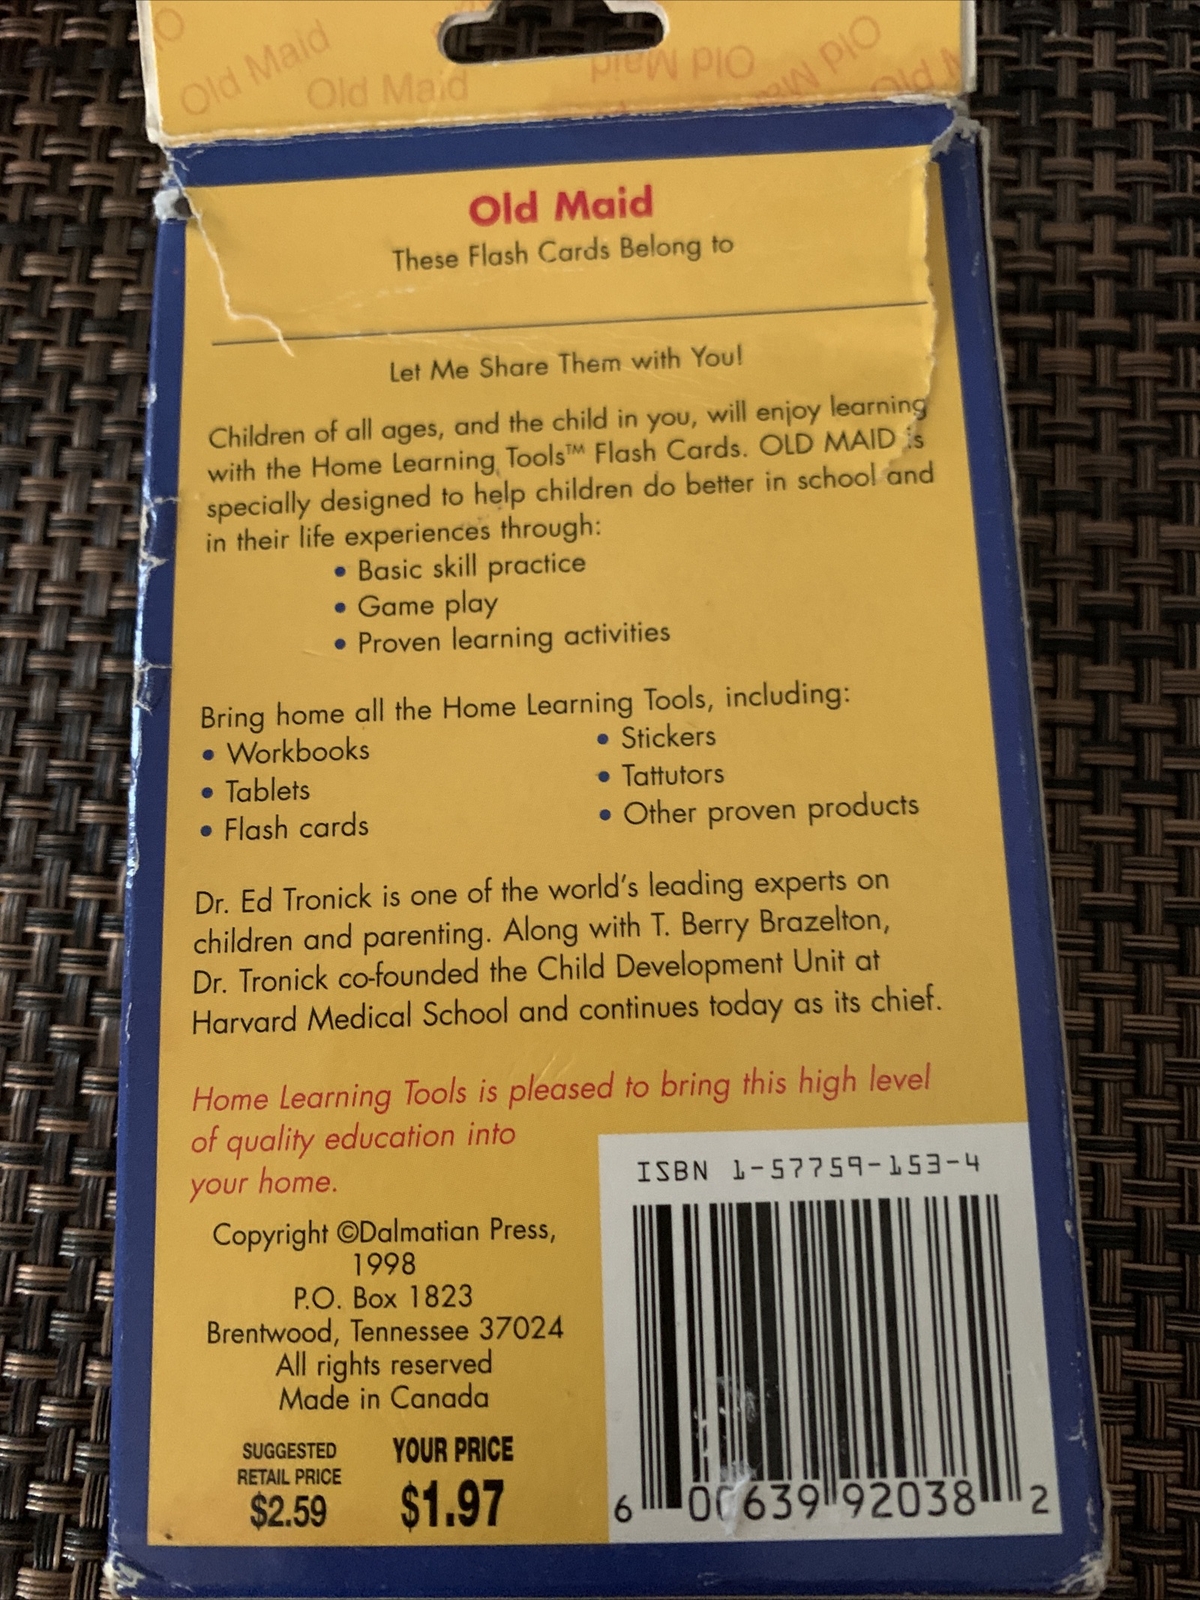 Old Maid
Old Maid
Old Maid
Old
Old M
Old Maid
These Flash Cards Belong to
Let Me Share Them with You!
Children of all ages, and the child in you, will enjoy learning
with the Home Learning Tools™ Flash Cards. OLD MAID is
specially designed to help children do better in school and
in their life experiences through:
• Basic skill practice
• Game play
• Proven learning activities
Bring home all the Home Learning Tools, including:
• Workbooks
• Tablets
• Flash cards
• Stickers
• Tattutors
• Other proven products
Dr. Ed Tronick is one of the world's leading experts on
children and parenting. Along with T. Berry Brazelton,
Dr. Tronick co-founded the Child Development Unit at
Harvard Medical School and continues today as its chief.
Home Learning Tools is pleased to bring this high level
of quality education into
your home.
Copyright ©Dalmatian Press,
1998
P.O. Box 1823
Brentwood, Tennessee 37024
All rights reserved
Made in Canada
SUGGESTED
RETAIL PRICE
$2.59
YOUR PRICE
$1.97
ISBN 1-57759-153-4
6 00639 92038 2